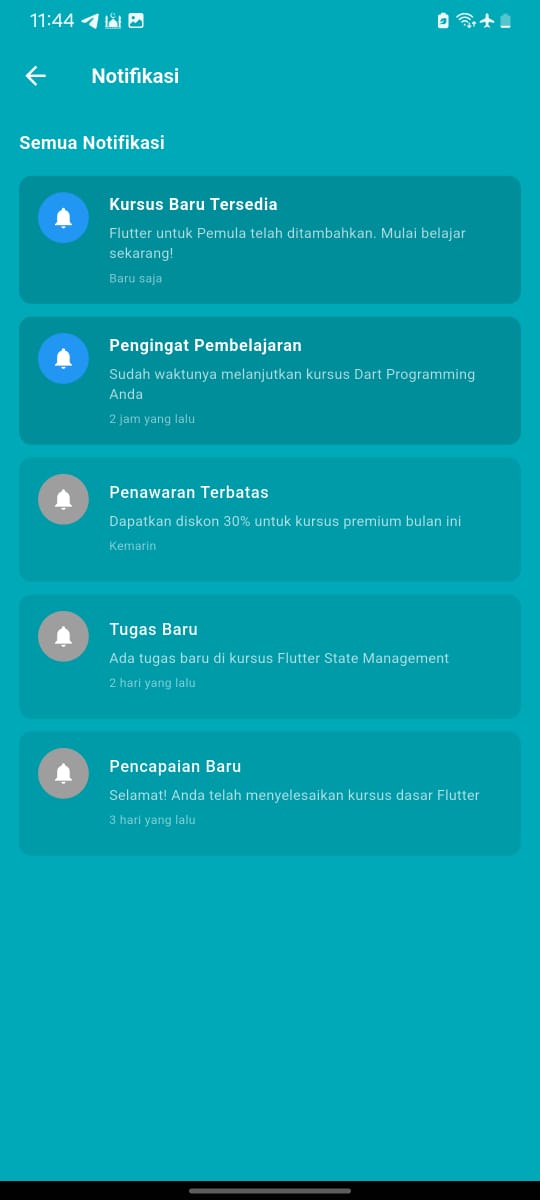 11:44
Notifikasi
Semua Notifikasi
Kursus Baru Tersedia
Flutter untuk Pemula telah ditambahkan. Mulai belajar
sekarang!
Baru saja
Pengingat Pembelajaran
Sudah waktunya melanjutkan kursus Dart Programming
Anda
2 jam yang lalu
Penawaran Terbatas
Dapatkan diskon 30% untuk kursus premium bulan ini
Kemarin
Tugas Baru
Ada tugas baru di kursus Flutter State Management
2 hari yang lalu
Pencapaian Baru
Selamat! Anda telah menyelesaikan kursus dasar Flutter
3 hari yang lalu